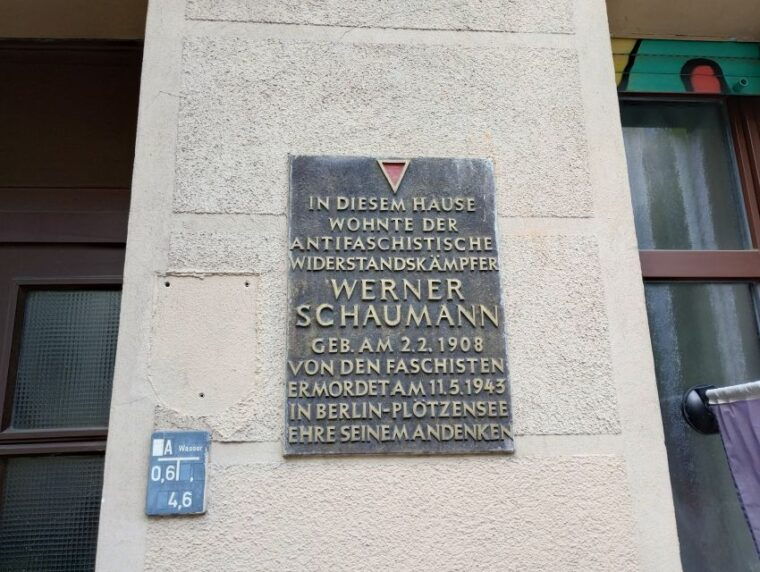 IN DIESEM HAUSE
WOHNTE DER
ANTIFASCHISTISCHE
WIDERSTANDSKÄMPFER
WERNER
SCHAUMANN
GEB. AM 2.2.1908
VON DEN FASCHISTEN
ERMORDET AM 11.5.1943
IN BERLIN-PLÖTZENSEE
EHRE SEINEM ANDENKEN
A Wasser
0,6
4,6